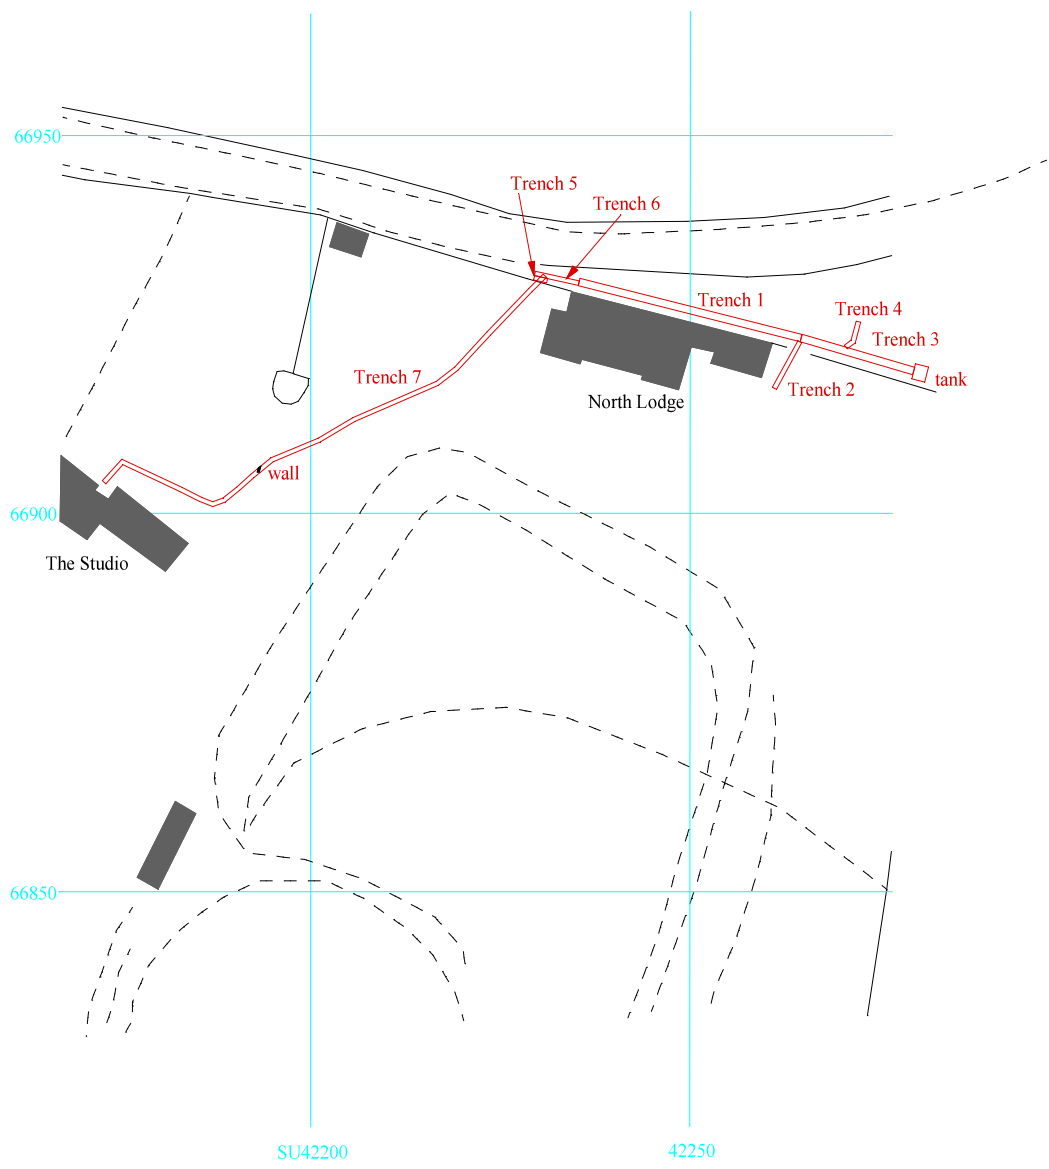 66950
Trench 5
Trench 6
Trench 1
Trench 4
Trench 3
tank
Trench 7
Trench 2
North Lodge
wall
66900
The Studio
66850
SU42200
42250